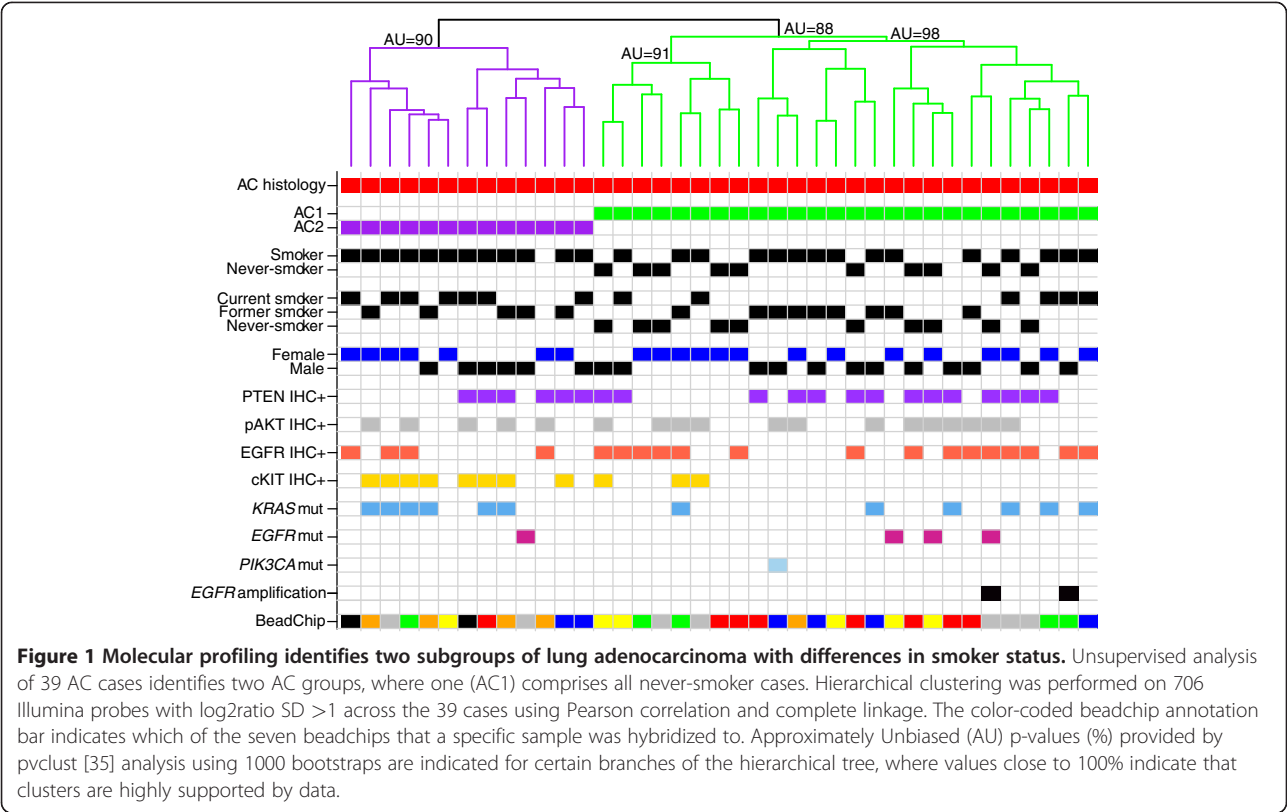 AU=90
AU=88
AU=98
AU=91
AC histology
AC1
AC2
Smoker
Never-smoker
Current smoker
Former smoker
Never-smoker
Female
Male
PTEN IHC+
pAKT IHC+
EGFR IHC+
cKIT IHC+
KRAS mut
EGFR mut
PIK3CA mut
EGFR amplification
BeadChip
Figure 1 Molecular profiling identifies two subgroups of lung adenocarcinoma with differences in smoker status. Unsupervised analysis
of 39 AC cases identifies two AC groups, where one (AC1) comprises all never-smoker cases. Hierarchical clustering was performed on 706
Illumina probes with log2ratio SD >1 across the 39 cases using Pearson correlation and complete linkage. The color-coded beadchip annotation
bar indicates which of the seven beadchips that a specific sample was hybridized to. Approximately Unbiased (AU) p-values (%) provided by
pvclust [35] analysis using 1000 bootstraps are indicated for certain branches of the hierarchical tree, where values close to 100% indicate that
clusters are highly supported by data.